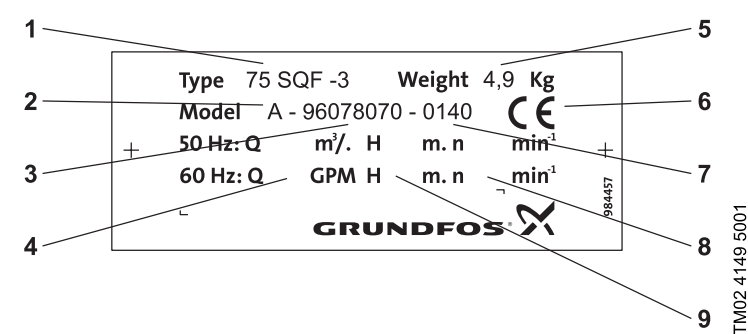 1
5
Type 75 SQF -3 Weight 4,9 Kg
2
Model A - 96078070 - 0140 CE
6
50 Hz: Q m³/. H m. n min⁻¹
3
60 Hz: Q GPM H m. n min⁻¹
7
984457
GRUNDFOS
4
8
9
TM02 4149 5001